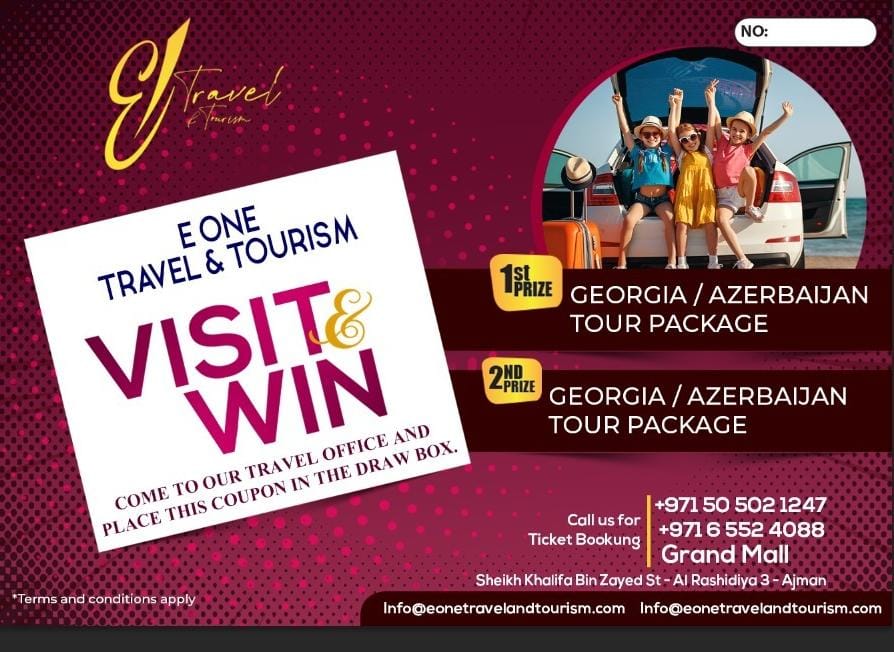 NO:
EJ Travel
& Tourism
E ONE
TRAVEL & TOURISM
VISIT &
WIN
COME TO OUR TRAVEL OFFICE AND
PLACE THIS COUPON IN THE DRAW BOX.
1st
PRIZE
GEORGIA / AZERBAIJAN
TOUR PACKAGE
2ND
PRIZE
GEORGIA / AZERBAIJAN
TOUR PACKAGE
Call us for
Ticket Bookung
+971 50 502 1247
+971 6 552 4088
Grand Mall
Sheikh Khalifa Bin Zayed St - Al Rashidiya 3 - Ajman
*Terms and conditions apply
Info@eonetravelandtourism.com Info@eonetravelandtourism.com